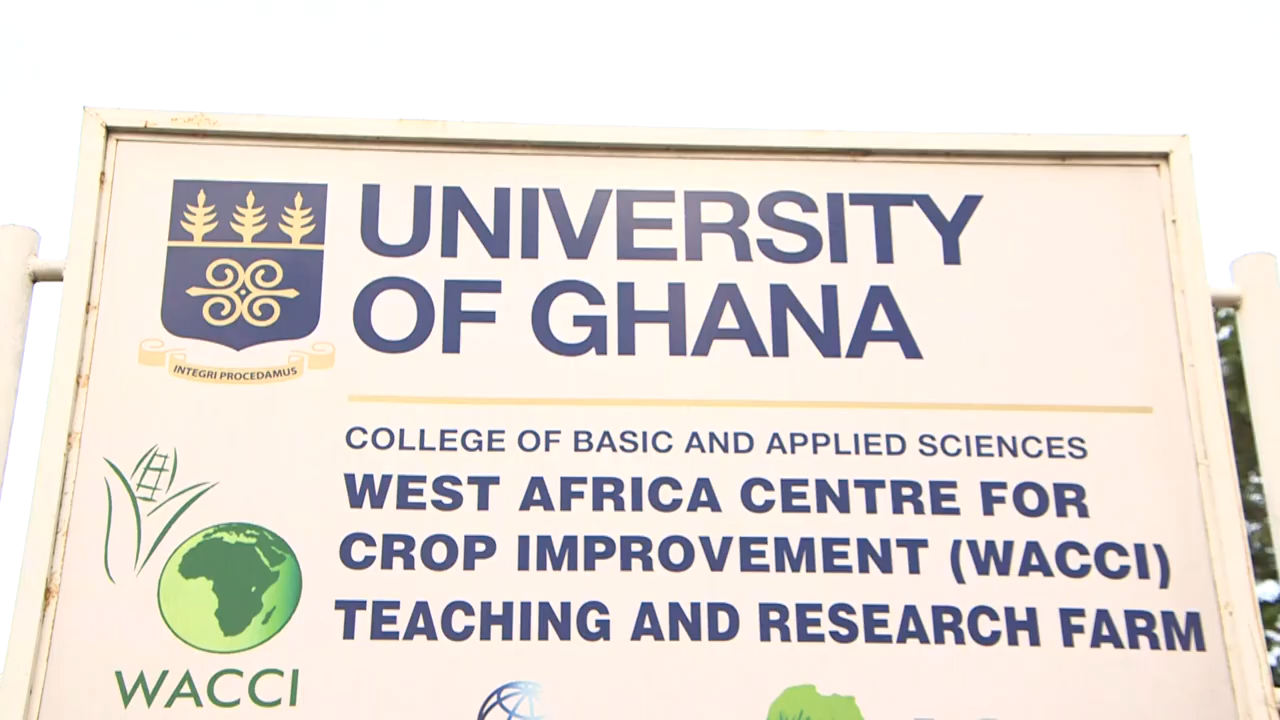 UNIVERSITY
OF GHANA
INTEGRI PROCEDAMUS
COLLEGE OF BASIC AND APPLIED SCIENCES
WEST AFRICA CENTRE FOR
CROP IMPROVEMENT (WACCI)
TEACHING AND RESEARCH FARM
WACCI